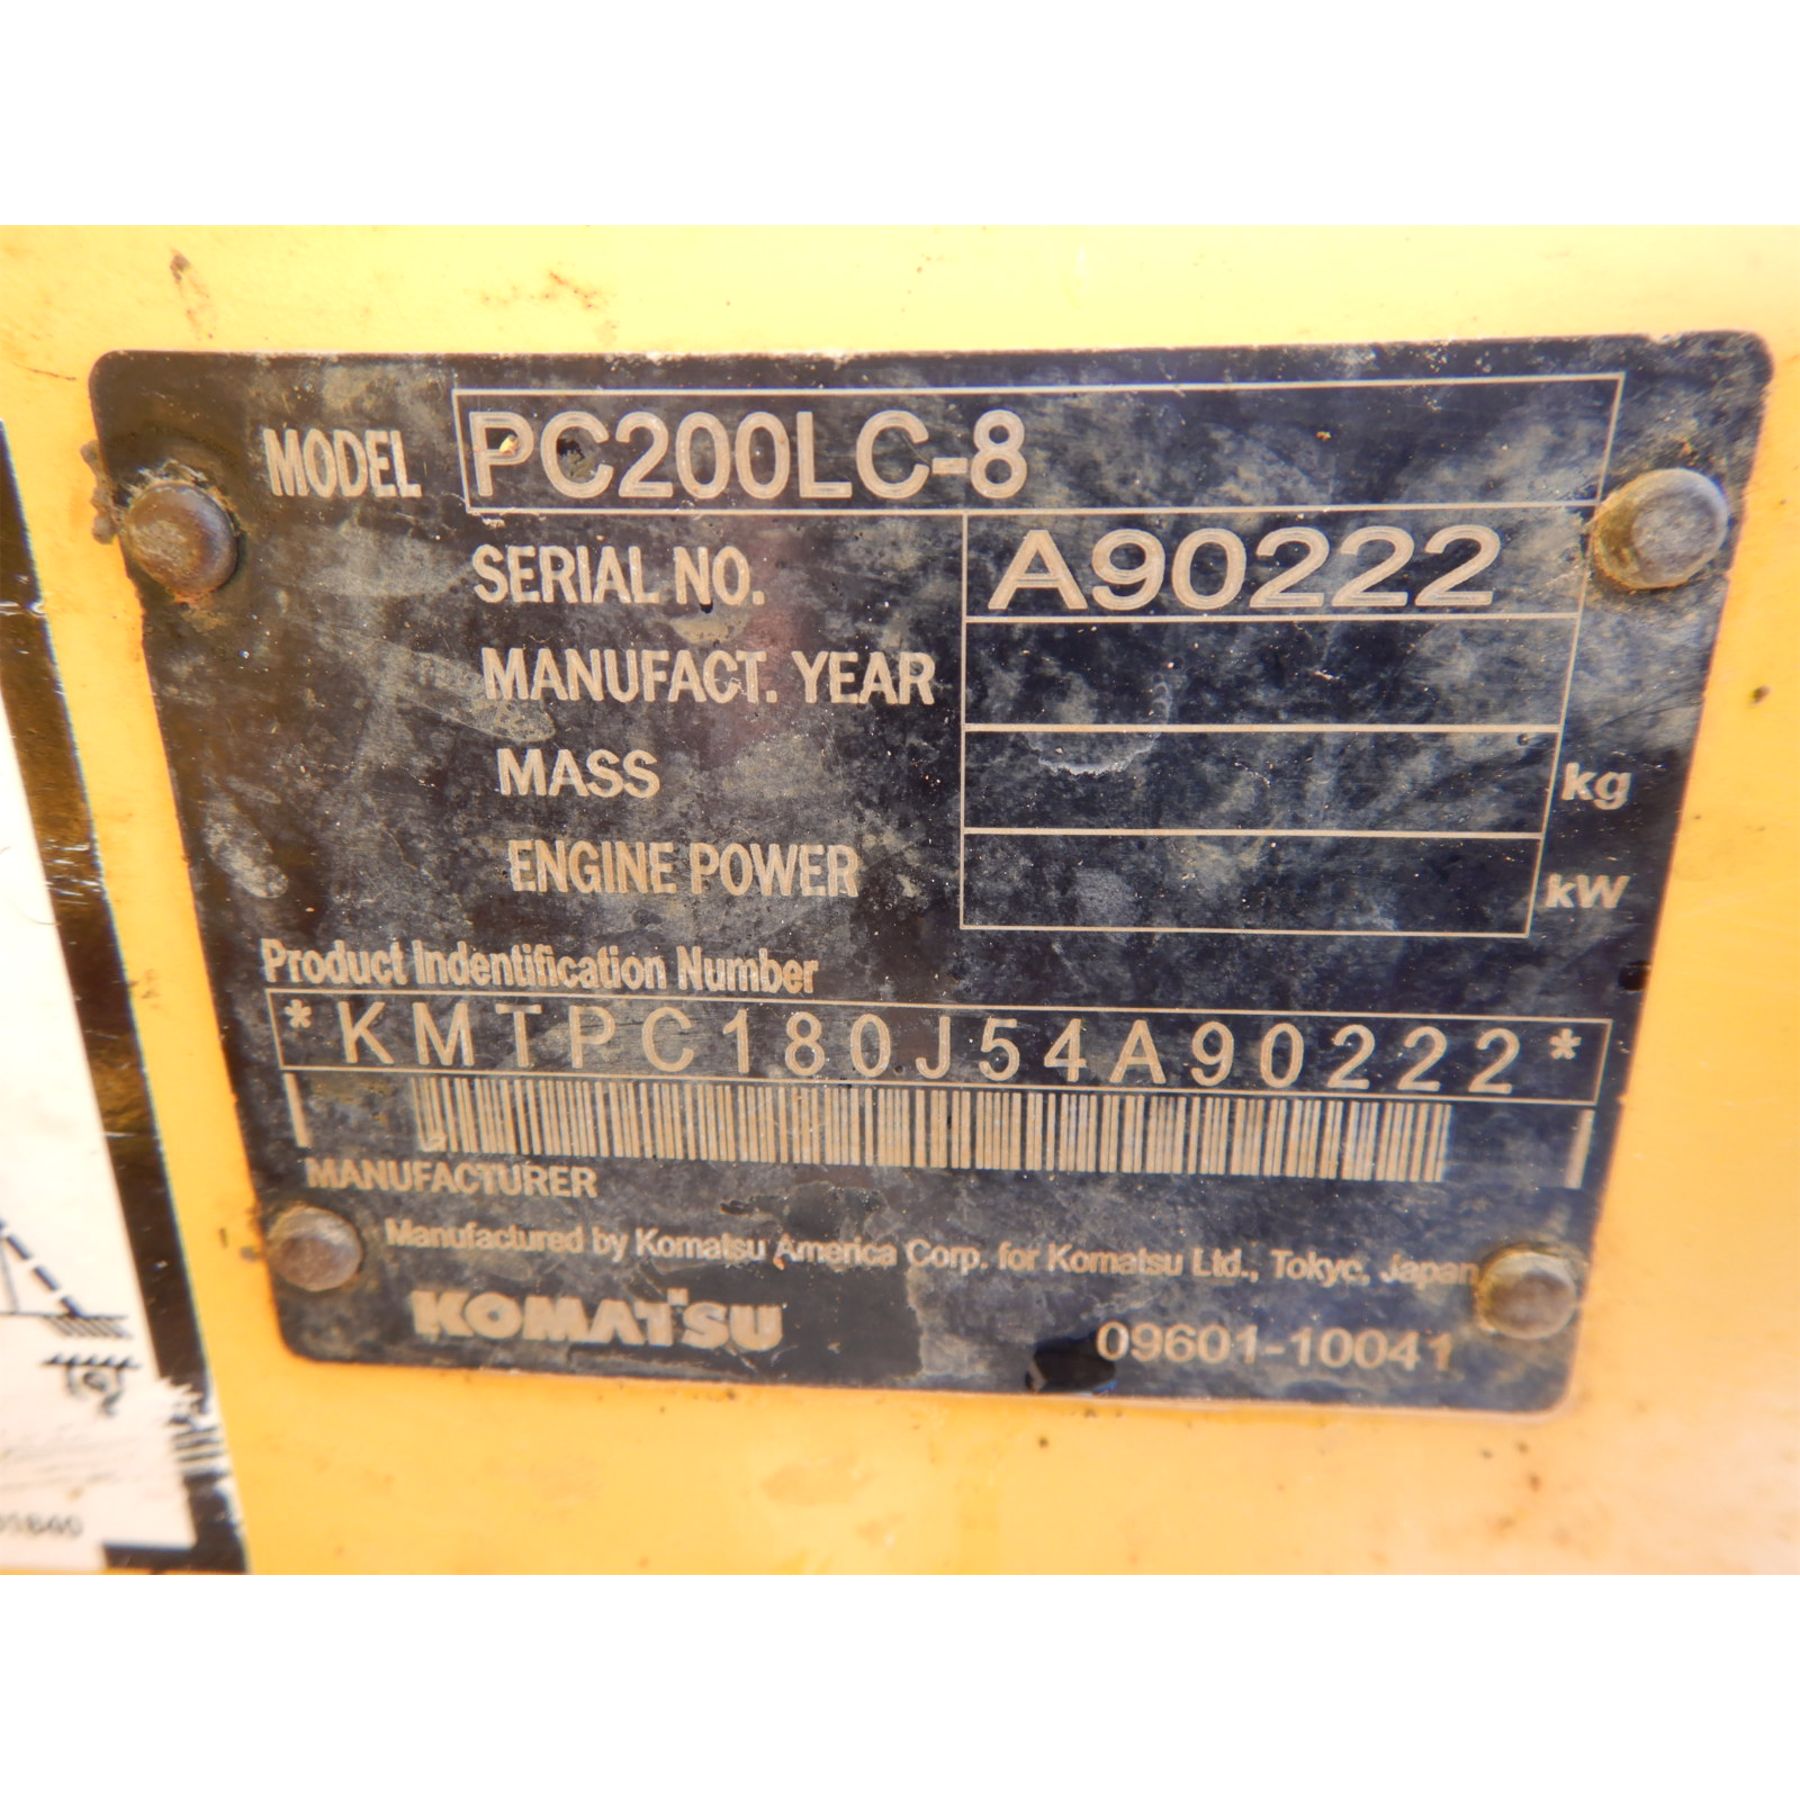 MODEL PC200LC-8
SERIAL NO. A90222
MANUFACT. YEAR
MASS kg
ENGINE POWER kW
Product Indentification Number
*KMTPC180J54A90222*
MANUFACTURER
Manufactured by Komatsu America Corp. for Komatsu Ltd., Tokyo, Japan
KOMATSU
09601-10041